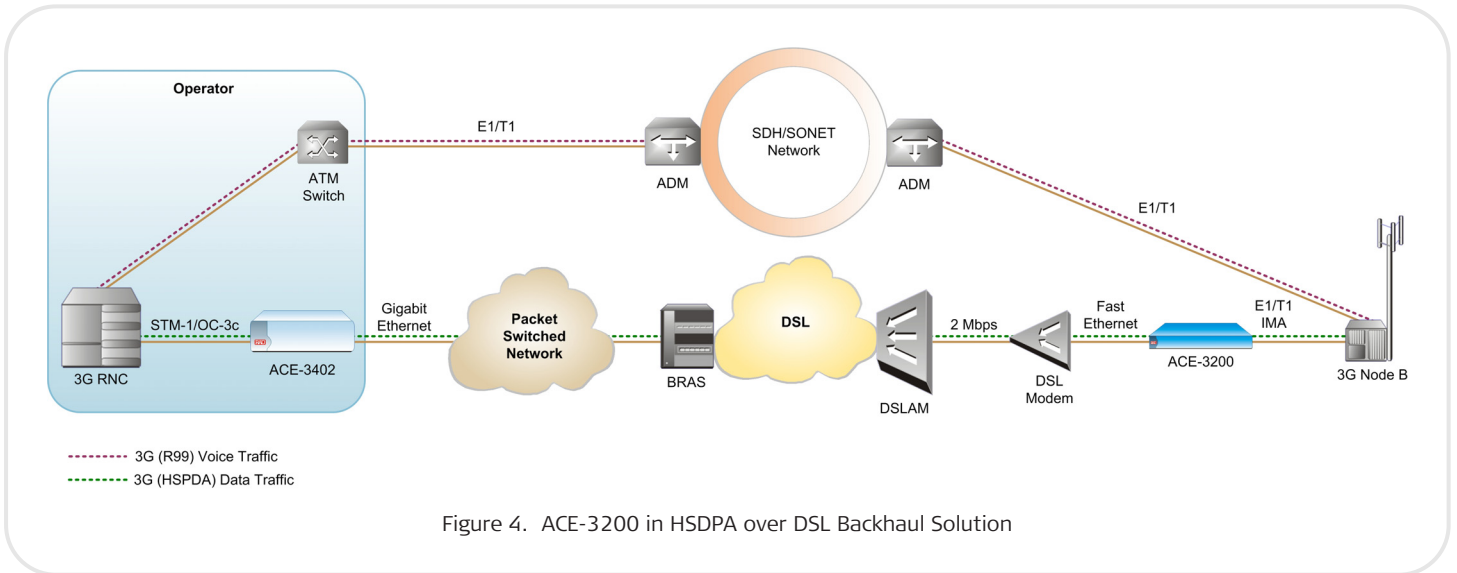 Operator
E1/T1
SDH/SONET
Network
ATM
Switch
ADM
ADM
E1/T1
STM-1/OC-3c
Gigabit
Ethernet
Packet
Switched
Network
DSL
2 Mbps
Fast
Ethernet
E1/T1
IMA
3G RNC
ACE-3402
BRAS
DSLAM
DSL
Modem
ACE-3200
3G Node B
3G (R99) Voice Traffic
3G (HSPDA) Data Traffic
Figure 4. ACE-3200 in HSDPA over DSL Backhaul Solution